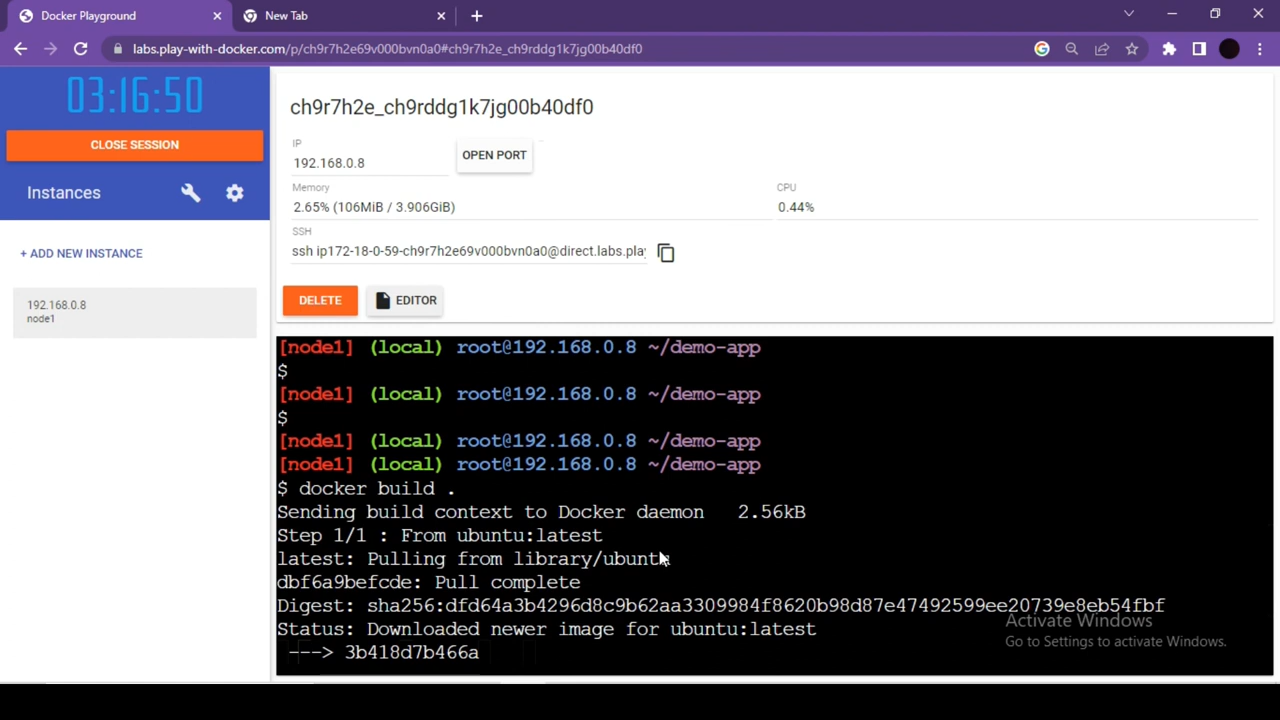 Docker Playground
New Tab
labs.play-with-docker.com/p/ch9r7h2e69v000bvn0a0#ch9r7h2e_ch9rddg1k7jg00b40df0
03:16:50
CLOSE SESSION
Instances
+ ADD NEW INSTANCE
192.168.0.8
node1
ch9r7h2e_ch9rddg1k7jg00b40df0
IP
192.168.0.8
OPEN PORT
Memory
2.65% (106MiB / 3.906GiB)
CPU
0.44%
SSH
ssh ip172-18-0-59-ch9r7h2e69v000bvn0a0@direct.labs.pla
DELETE
EDITOR
[node1] (local) root@192.168.0.8 ~/demo-app
$
[node1] (local) root@192.168.0.8 ~/demo-app
$
[node1] (local) root@192.168.0.8 ~/demo-app
[node1] (local) root@192.168.0.8 ~/demo-app
$ docker build .
Sending build context to Docker daemon 2.56kB
Step 1/1 : From ubuntu:latest
latest: Pulling from library/ubuntu
dbf6a9befcde: Pull complete
Digest: sha256:dfd64a3b4296d8c9b62aa3309984f8620b98d87e47492599ee20739e8eb54fbf
Status: Downloaded newer image for ubuntu:latest
---> 3b418d7b466a
Activate Windows
Go to Settings to activate Windows.